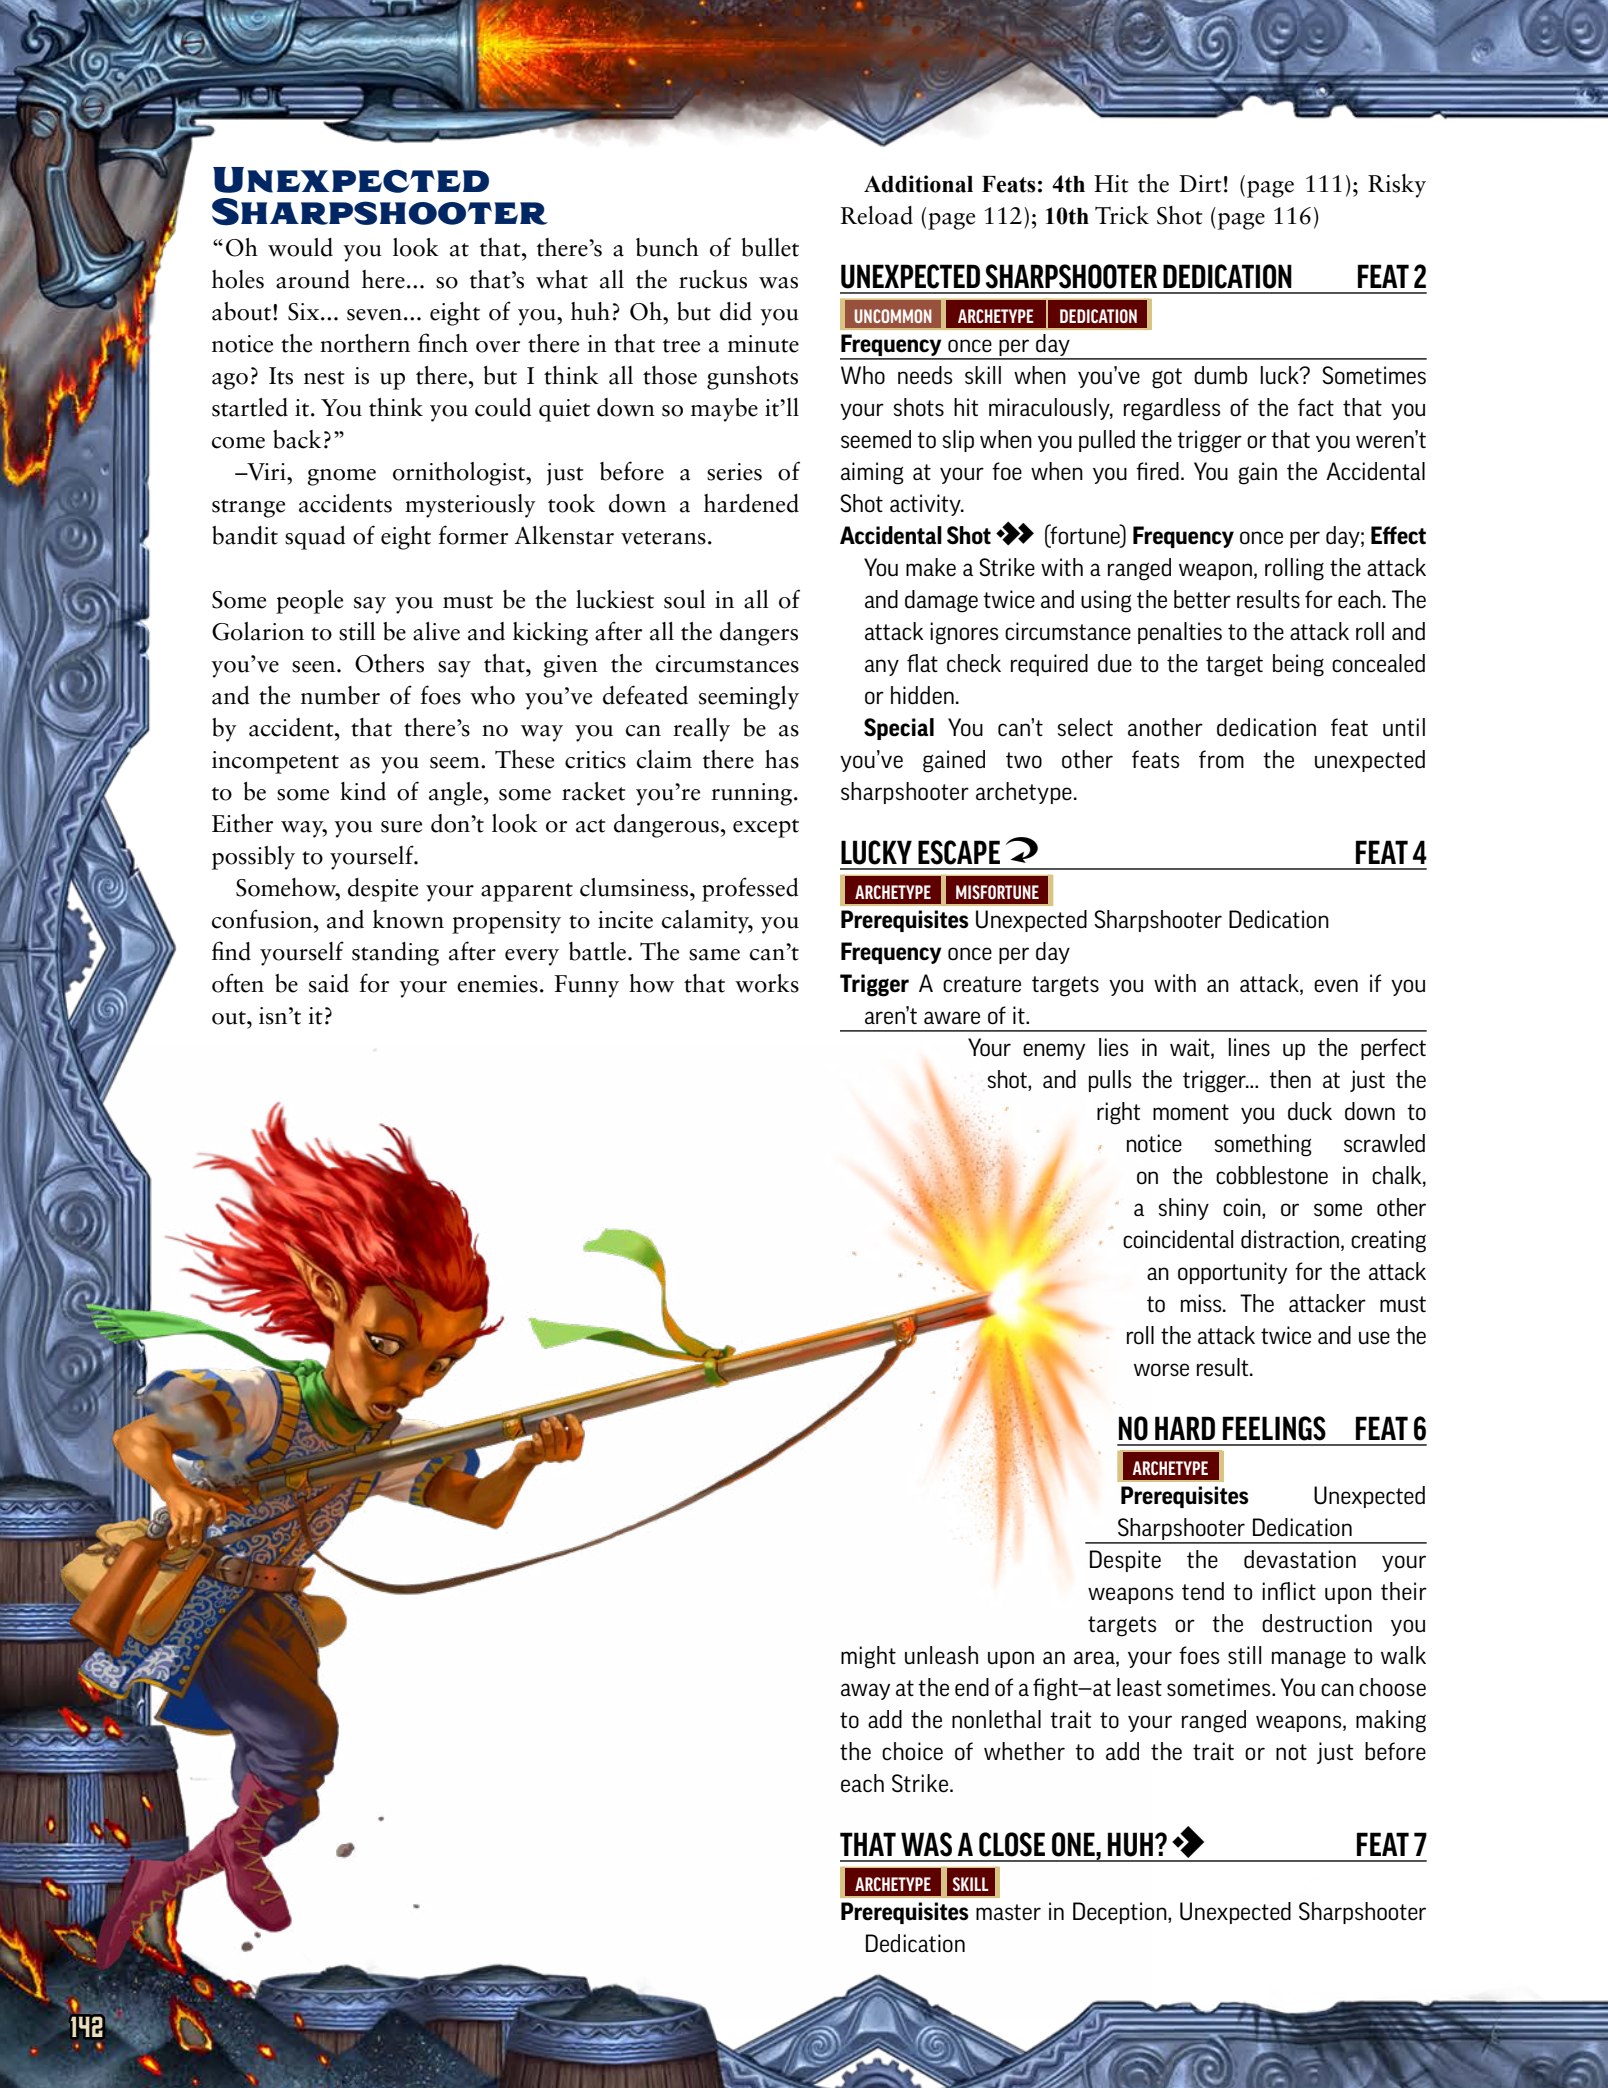 UNEXPECTED
SHARPSHOOTER
“Oh would you look at that, there’s a bunch of bullet
holes around here... so that’s what all the ruckus was
about! Six... seven... eight of you, huh? Oh, but did you
notice the northern finch over there in that tree a minute
ago? Its nest is up there, but I think all those gunshots
startled it. You think you could quiet down so maybe it’ll
come back?”
–Viri, gnome ornithologist, just before a series of
strange accidents mysteriously took down a hardened
bandit squad of eight former Alkenstar veterans.
Some people say you must be the luckiest soul in all of
Golarion to still be alive and kicking after all the dangers
you’ve seen. Others say that, given the circumstances
and the number of foes who you’ve defeated seemingly
by accident, that there’s no way you can really be as
incompetent as you seem. These critics claim there has
to be some kind of angle, some racket you’re running.
Either way, you sure don’t look or act dangerous, except
possibly to yourself.
Somehow, despite your apparent clumsiness, professed
confusion, and known propensity to incite calamity, you
find yourself standing after every battle. The same can’t
often be said for your enemies. Funny how that works
out, isn’t it?
Additional Feats: 4th Hit the Dirt! (page 111); Risky
Reload (page 112); 10th Trick Shot (page 116)
UNEXPECTED SHARPSHOOTER DEDICATION FEAT 2
UNCOMMON ARCHETYPE DEDICATION
Frequency once per day
Who needs skill when you’ve got dumb luck? Sometimes
your shots hit miraculously, regardless of the fact that you
seemed to slip when you pulled the trigger or that you weren’t
aiming at your foe when you fired. You gain the Accidental
Shot activity.
Accidental Shot (fortune) Frequency once per day; Effect
You make a Strike with a ranged weapon, rolling the attack
and damage twice and using the better results for each. The
attack ignores circumstance penalties to the attack roll and
any flat check required due to the target being concealed
or hidden.
Special You can’t select another dedication feat until
you’ve gained two other feats from the unexpected
sharpshooter archetype.
LUCKY ESCAPE FEAT 4
ARCHETYPE MISFORTUNE
Prerequisites Unexpected Sharpshooter Dedication
Frequency once per day
Trigger A creature targets you with an attack, even if you
aren’t aware of it.
Your enemy lies in wait, lines up the perfect
shot, and pulls the trigger... then at just the
right moment you duck down to
notice something scrawled
on the cobblestone in chalk,
a shiny coin, or some other
coincidental distraction, creating
an opportunity for the attack
to miss. The attacker must
roll the attack twice and use the
worse result.
NO HARD FEELINGS FEAT 6
ARCHETYPE
Prerequisites Unexpected
Sharpshooter Dedication
Despite the devastation your
weapons tend to inflict upon their
targets or the destruction you
might unleash upon an area, your foes still manage to walk
away at the end of a fight—at least sometimes. You can choose
to add the nonlethal trait to your ranged weapons, making
the choice of whether to add the trait or not just before
each Strike.
THAT WAS A CLOSE ONE, HUH? FEAT 7
ARCHETYPE SKILL
Prerequisites master in Deception, Unexpected Sharpshooter
Dedication
142